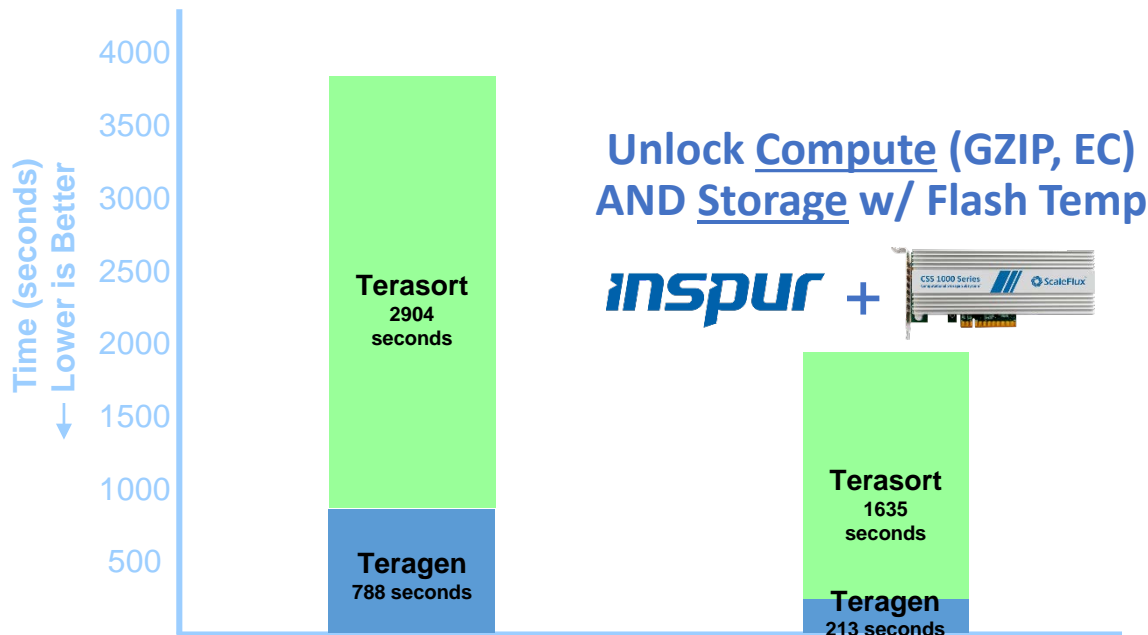 4000
3500
3000
2500
2000
1500
1000
500
Time (seconds)
← Lower is Better
Terasort
2904
seconds
Teragen
788 seconds
Unlock Compute (GZIP, EC)
AND Storage w/ Flash Temp
inspur +
CSS 1000 Series
ScaleFlux
Terasort
1635
seconds
Teragen
213 seconds